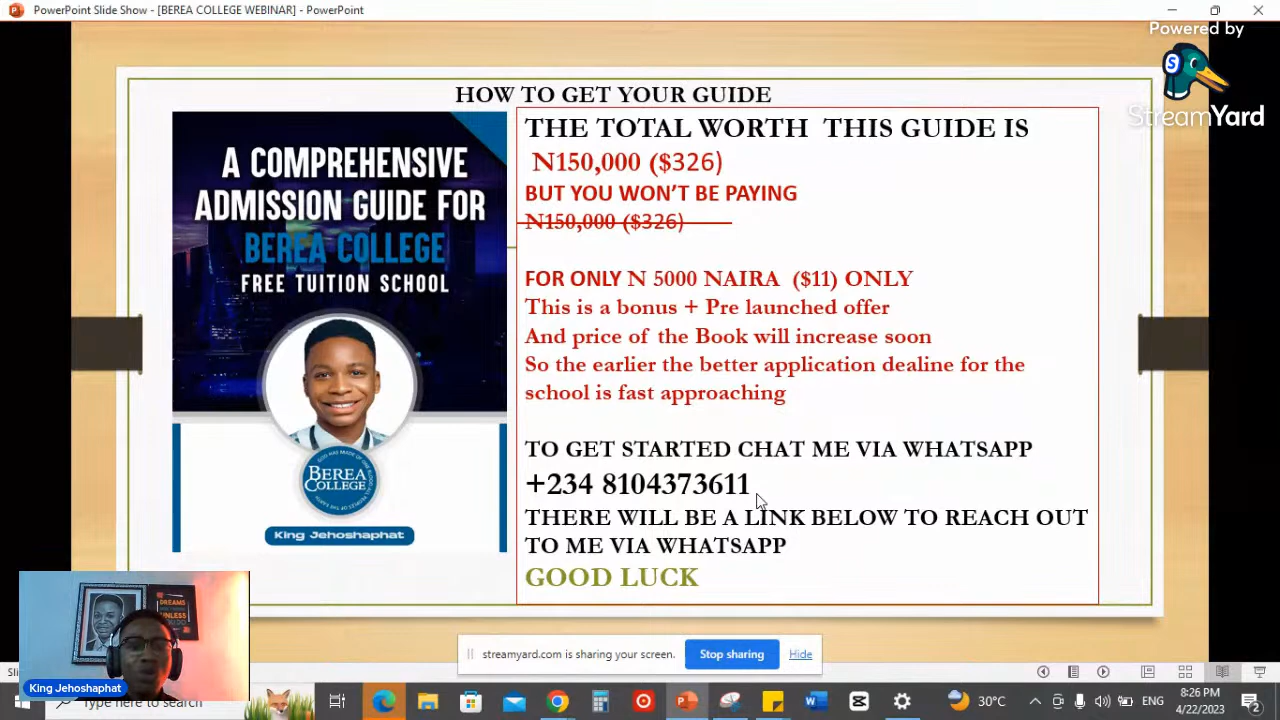 PowerPoint Slide Show - [BEREA COLLEGE WEBINAR] - PowerPoint
Powered by
StreamYard
HOW TO GET YOUR GUIDE
A COMPREHENSIVE
ADMISSION GUIDE FOR
BEREA COLLEGE
FREE TUITION SCHOOL
BEREA
COLLEGE
King Jehoshaphat
THE TOTAL WORTH THIS GUIDE IS
N150,000 ($326)
BUT YOU WON'T BE PAYING
N150,000 ($326)
FOR ONLY N 5000 NAIRA ($11) ONLY
This is a bonus + Pre launched offer
And price of the Book will increase soon
So the earlier the better application dealine for the
school is fast approaching
TO GET STARTED CHAT ME VIA WHATSAPP
+234 8104373611
THERE WILL BE A LINK BELOW TO REACH OUT
TO ME VIA WHATSAPP
GOOD LUCK
DREAMS
UNLESS
King Jehoshaphat
streamyard.com is sharing your screen.
Stop sharing
Hide
Type here to search
30°C
ENG
8:26 PM
4/22/2023
2